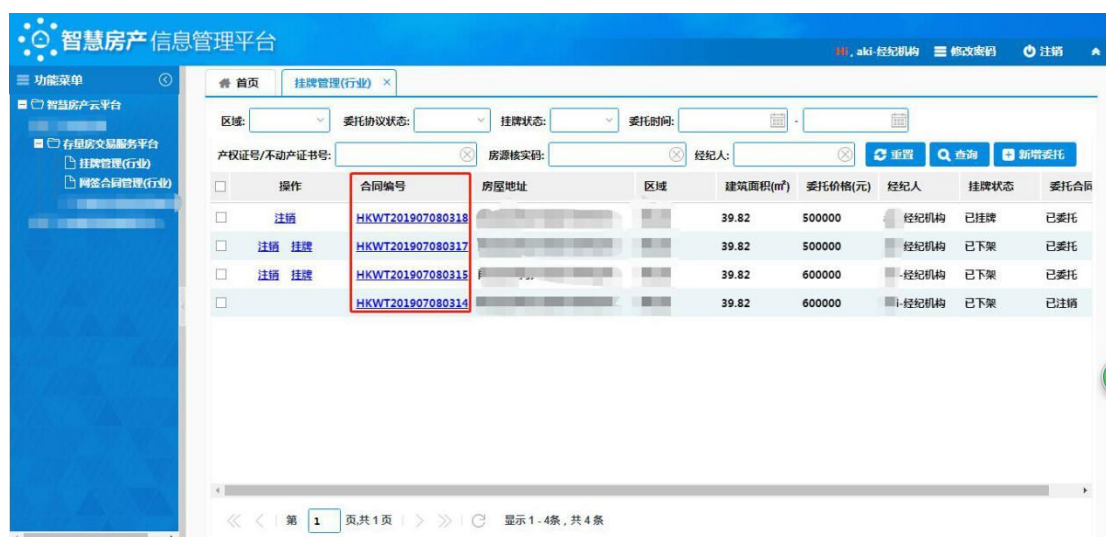 智慧房产信息管理平台
Hi, aki-经纪机构 修改密码 注销
功能菜单
首页 挂牌管理(行业) ×
智慧房产云平台
存量房交易服务平台
挂牌管理(行业)
网签合同管理(行业)
区域: 委托协议状态: 挂牌状态: 委托时间: -
产权证号/不动产证书号: 房源核实码: 经纪人: 重置 查询 新增委托
操作 合同编号 房屋地址 区域 建筑面积(㎡) 委托价格(元) 经纪人 挂牌状态 委托合同
注销 HKWT201907080318 39.82 500000 经纪机构 已挂牌 已委托
注销 挂牌 HKWT201907080317 39.82 500000 经纪机构 已下架 已委托
注销 挂牌 HKWT201907080315 39.82 600000 -经纪机构 已下架 已委托
HKWT201907080314 39.82 600000 i-经纪机构 已下架 已注销
第 1 页,共1页 显示1-4条,共4条